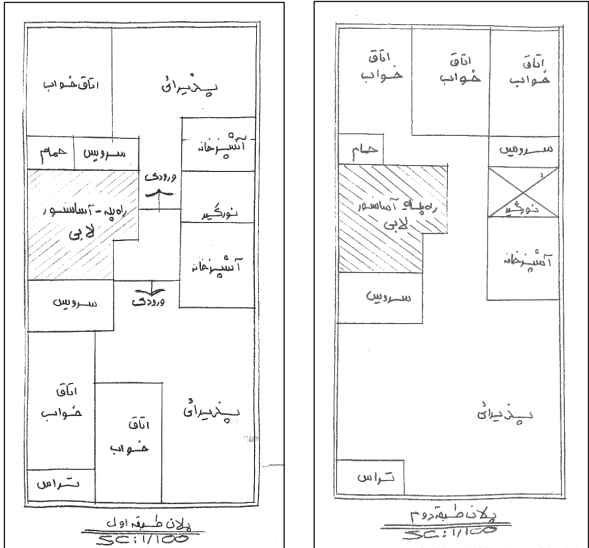 اتاق خواب
پذیرائی
حمام
سرویس
آشپزخانه
ورودی
راه پله - آسانسور
لابی
نورگیر
آشپزخانه
سرویس
ورودی
اتاق
خواب
اتاق
خواب
پذیرائی
تراس
پلان طبقه اول
SC:1/100
اتاق
خواب
اتاق
خواب
اتاق
خواب
حمام
سرویس
راه پله آسانسور
لابی
نورگیر
آشپزخانه
سرویس
پذیرائی
تراس
پلان طبقه دوم
SC:1/100